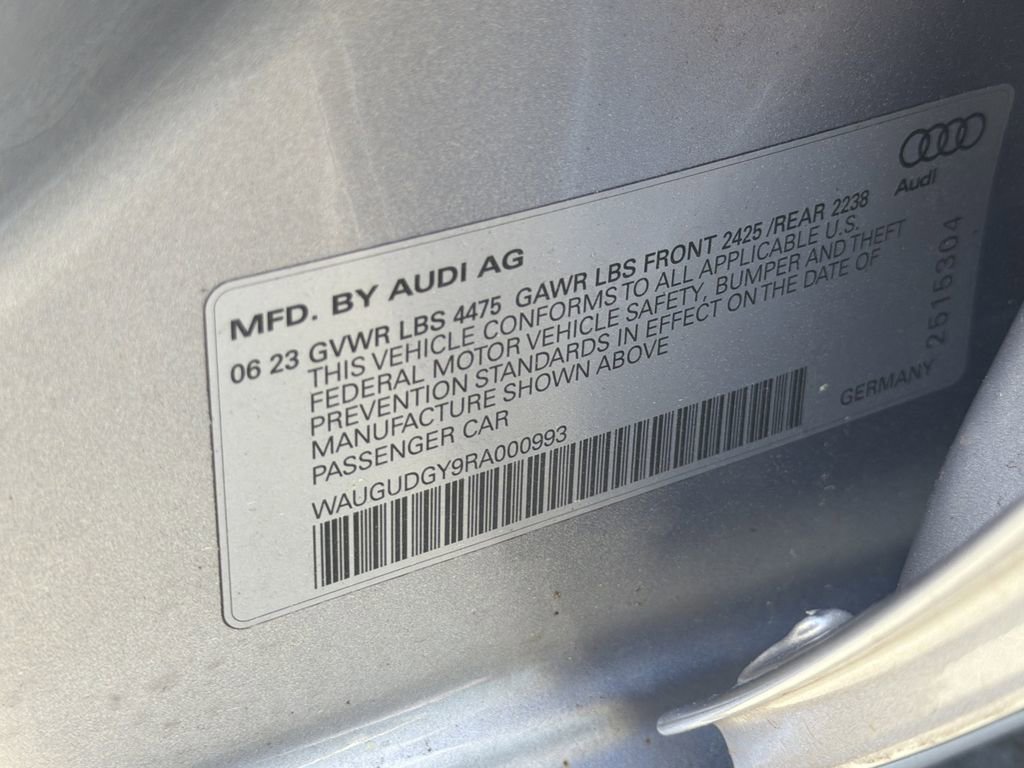 MFD. BY AUDI AG
06 23 GVWR LBS 4475 GAWR LBS FRONT 2425 /REAR 2238
THIS VEHICLE CONFORMS TO ALL APPLICABLE U.S.
FEDERAL MOTOR VEHICLE SAFETY, BUMPER AND THEFT
PREVENTION STANDARDS IN EFFECT ON THE DATE OF
MANUFACTURE SHOWN ABOVE
PASSENGER CAR
WAUGUDGY9RA000993
Audi
2515304
GERMANY